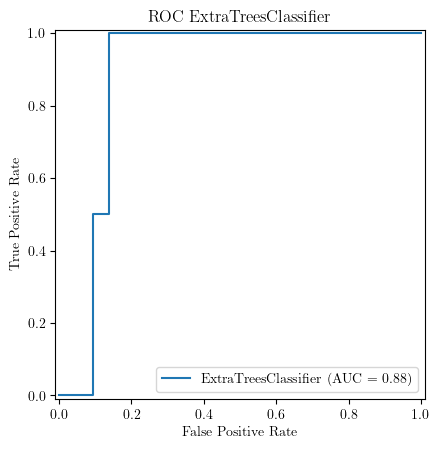 ROC ExtraTreesClassifier
1.0
0.8
0.6
0.4
0.2
0.0
True Positive Rate
ExtraTreesClassifier (AUC = 0.88)
0.0 0.2 0.4 0.6 0.8 1.0
False Positive Rate